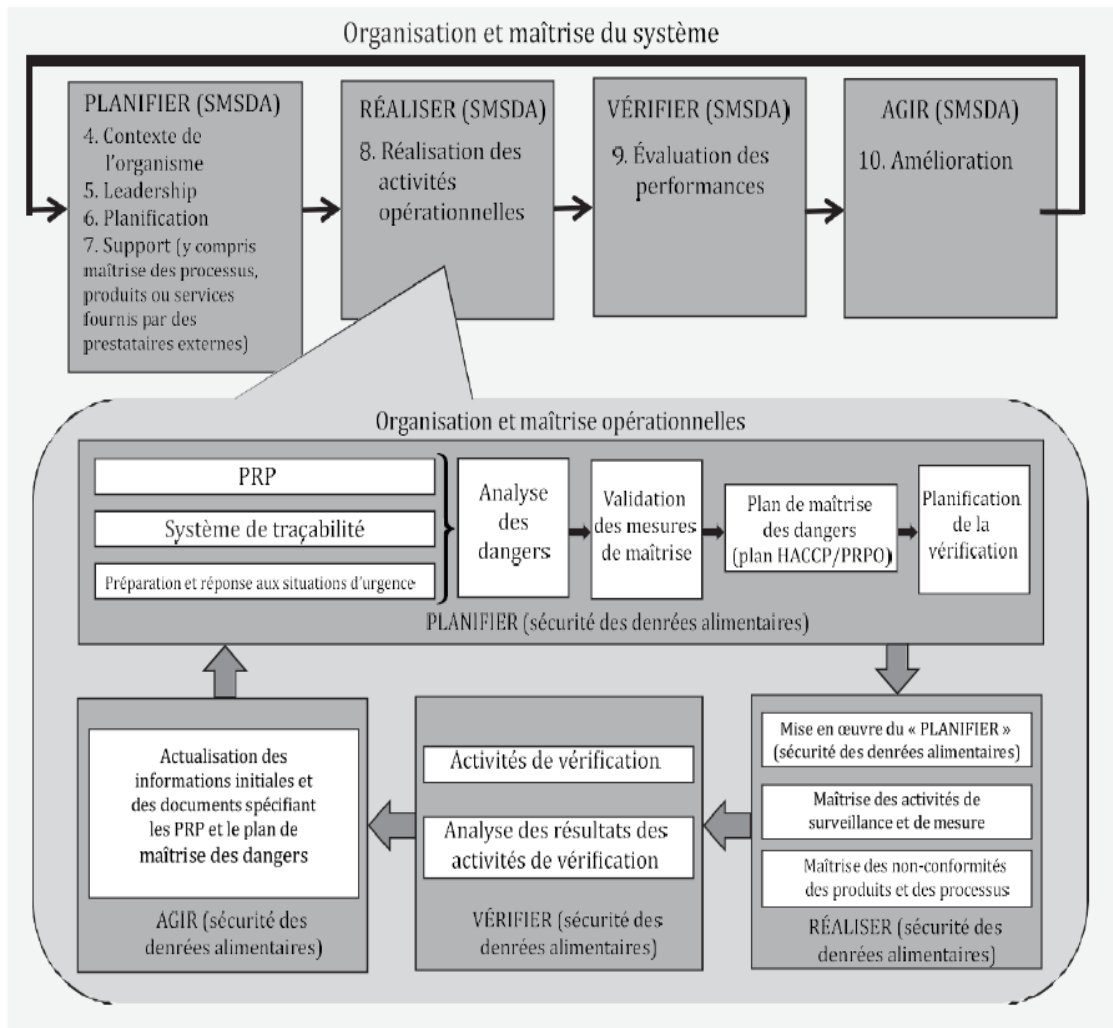 Organisation et maîtrise du système
PLANIFIER (SMSDA)
4. Contexte de
l'organisme
5. Leadership
6. Planification
7. Support (y compris
maîtrise des processus,
produits ou services
fournis par des
prestataires externes)
RÉALISER (SMSDA)
8. Réalisation des
activités
opérationnelles
VÉRIFIER (SMSDA)
9. Évaluation des
performances
AGIR (SMSDA)
10. Amélioration
Organisation et maîtrise opérationnelles
PRP
Système de traçabilité
Préparation et réponse aux situations d'urgence
Analyse
des
dangers
Validation
des mesures
de maîtrise
Plan de maîtrise
des dangers
(plan HACCP/PRPO)
Planification
de la
vérification
PLANIFIER (sécurité des denrées alimentaires)
Actualisation des
informations initiales et
des documents spécifiant
les PRP et le plan de
maîtrise des dangers
AGIR (sécurité des
denrées alimentaires)
Activités de vérification
Analyse des résultats des
activités de vérification
VÉRIFIER (sécurité des
denrées alimentaires)
Mise en œuvre du « PLANIFIER »
(sécurité des denrées alimentaires)
Maîtrise des activités de
surveillance et de mesure
Maîtrise des non-conformités
des produits et des processus
RÉALISER (sécurité des
denrées alimentaires)